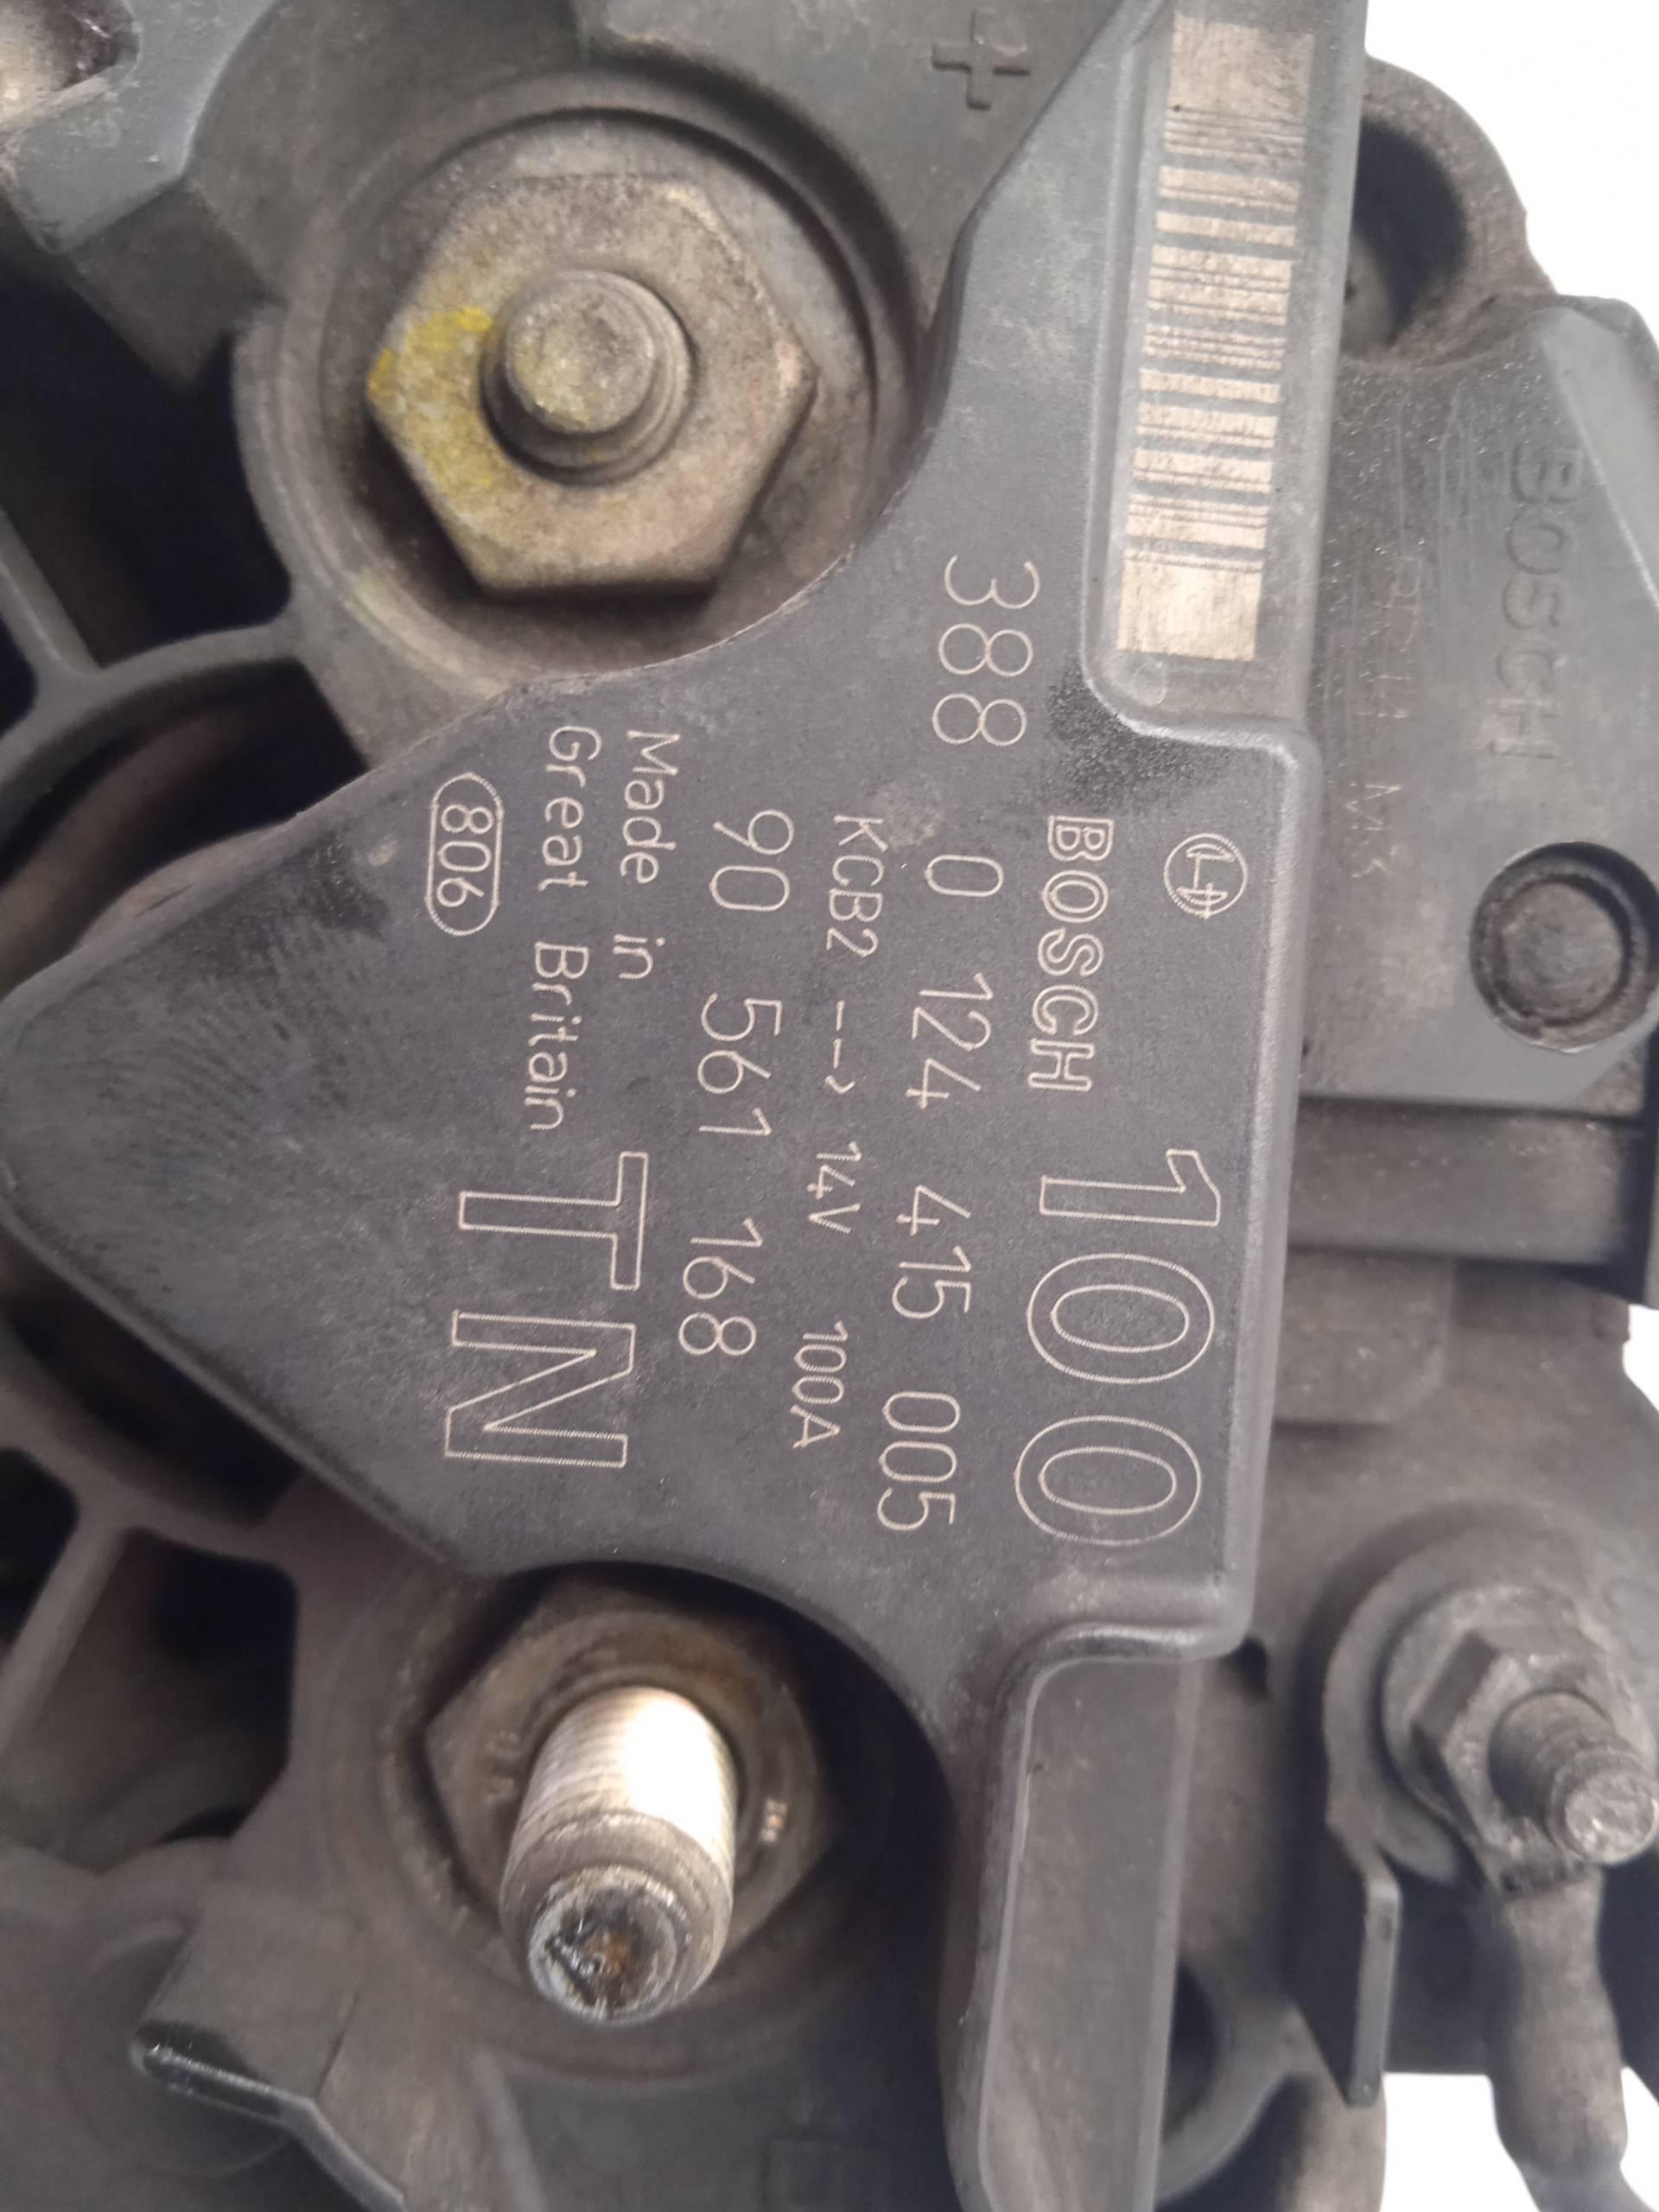 BOSCH 100
388 0 124 415 005
KCB2 --> 14V 100A
90 561 168
Made in
Great Britain TN
806
BOSCH
+